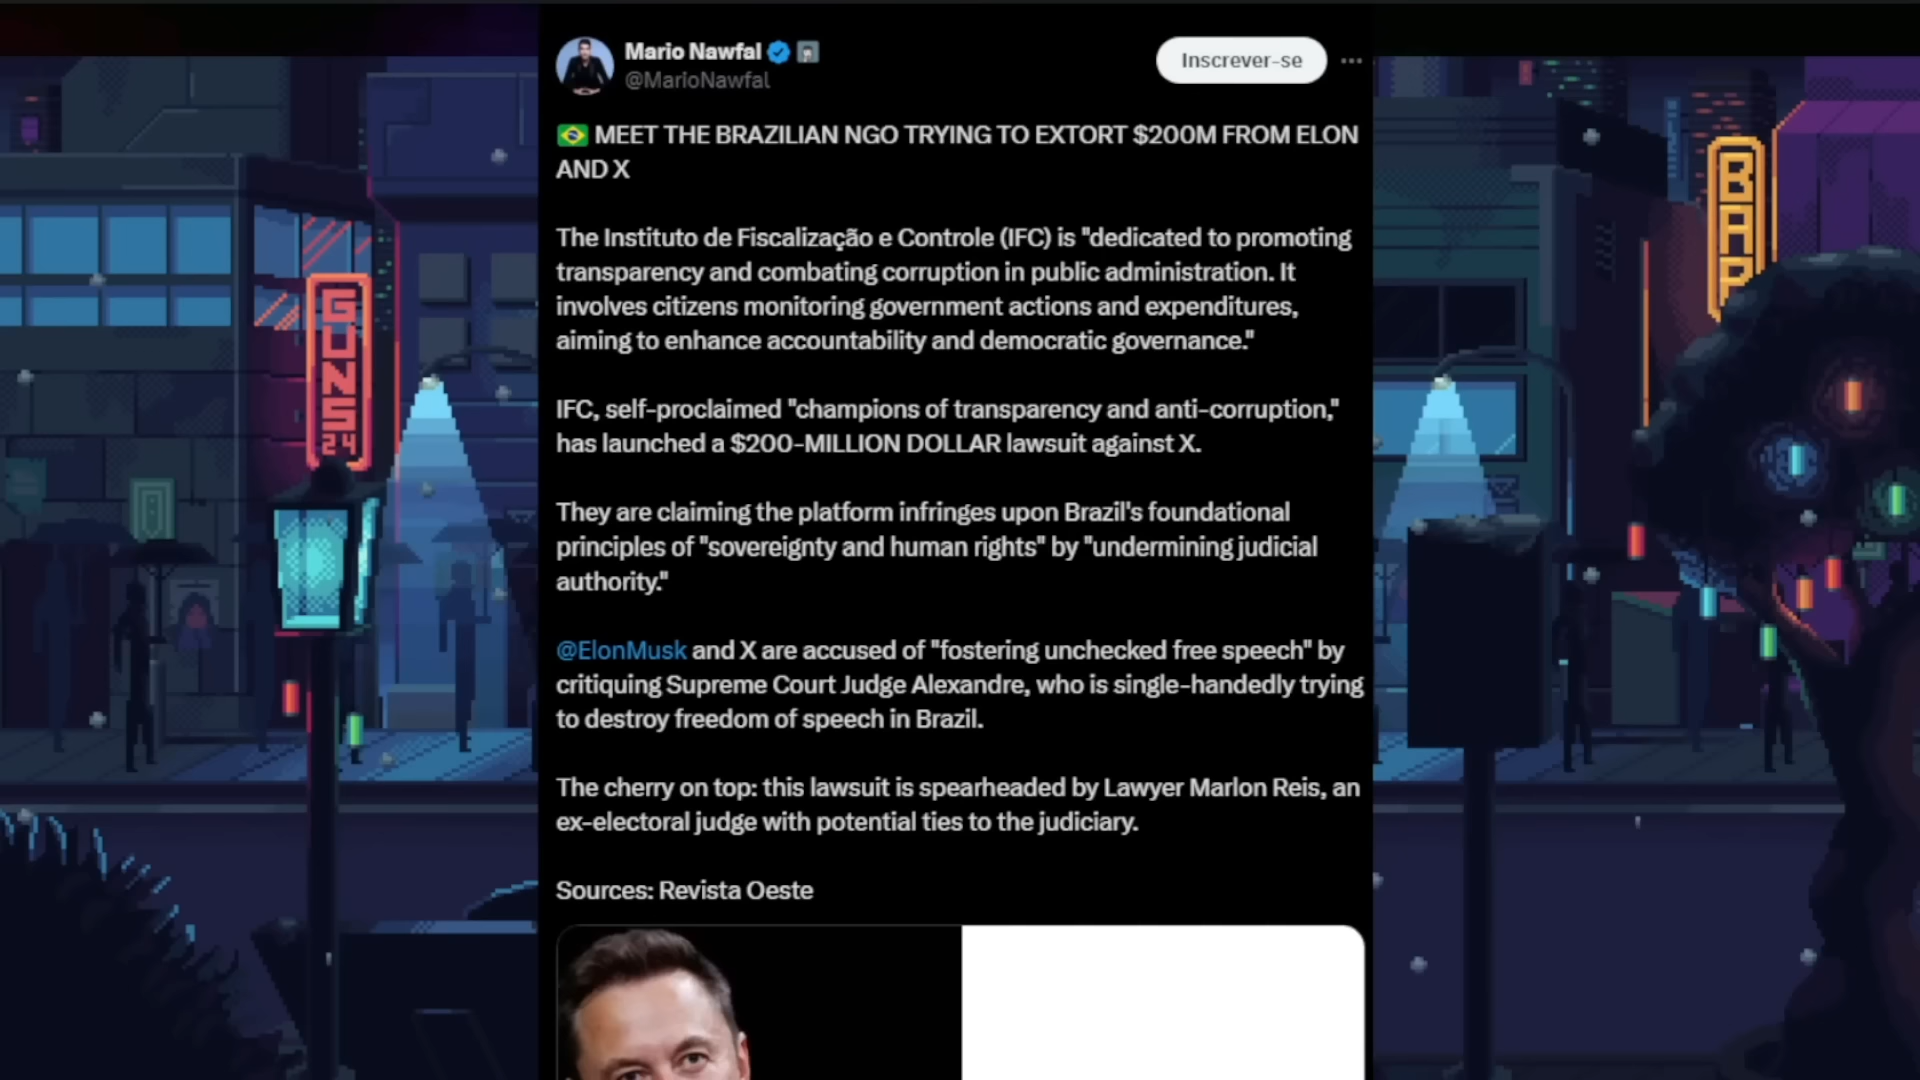 Mario Nawfal
@MarioNawfal
Inscrever-se
MEET THE BRAZILIAN NGO TRYING TO EXTORT $200M FROM ELON
AND X
The Instituto de Fiscalização e Controle (IFC) is "dedicated to promoting
transparency and combating corruption in public administration. It
involves citizens monitoring government actions and expenditures,
aiming to enhance accountability and democratic governance."
IFC, self-proclaimed "champions of transparency and anti-corruption,"
has launched a $200-MILLION DOLLAR lawsuit against X.
They are claiming the platform infringes upon Brazil's foundational
principles of "sovereignty and human rights" by "undermining judicial
authority."
@ElonMusk and X are accused of "fostering unchecked free speech" by
critiquing Supreme Court Judge Alexandre, who is single-handedly trying
to destroy freedom of speech in Brazil.
The cherry on top: this lawsuit is spearheaded by Lawyer Marlon Reis, an
ex-electoral judge with potential ties to the judiciary.
Sources: Revista Oeste
GUNS
24
BAR